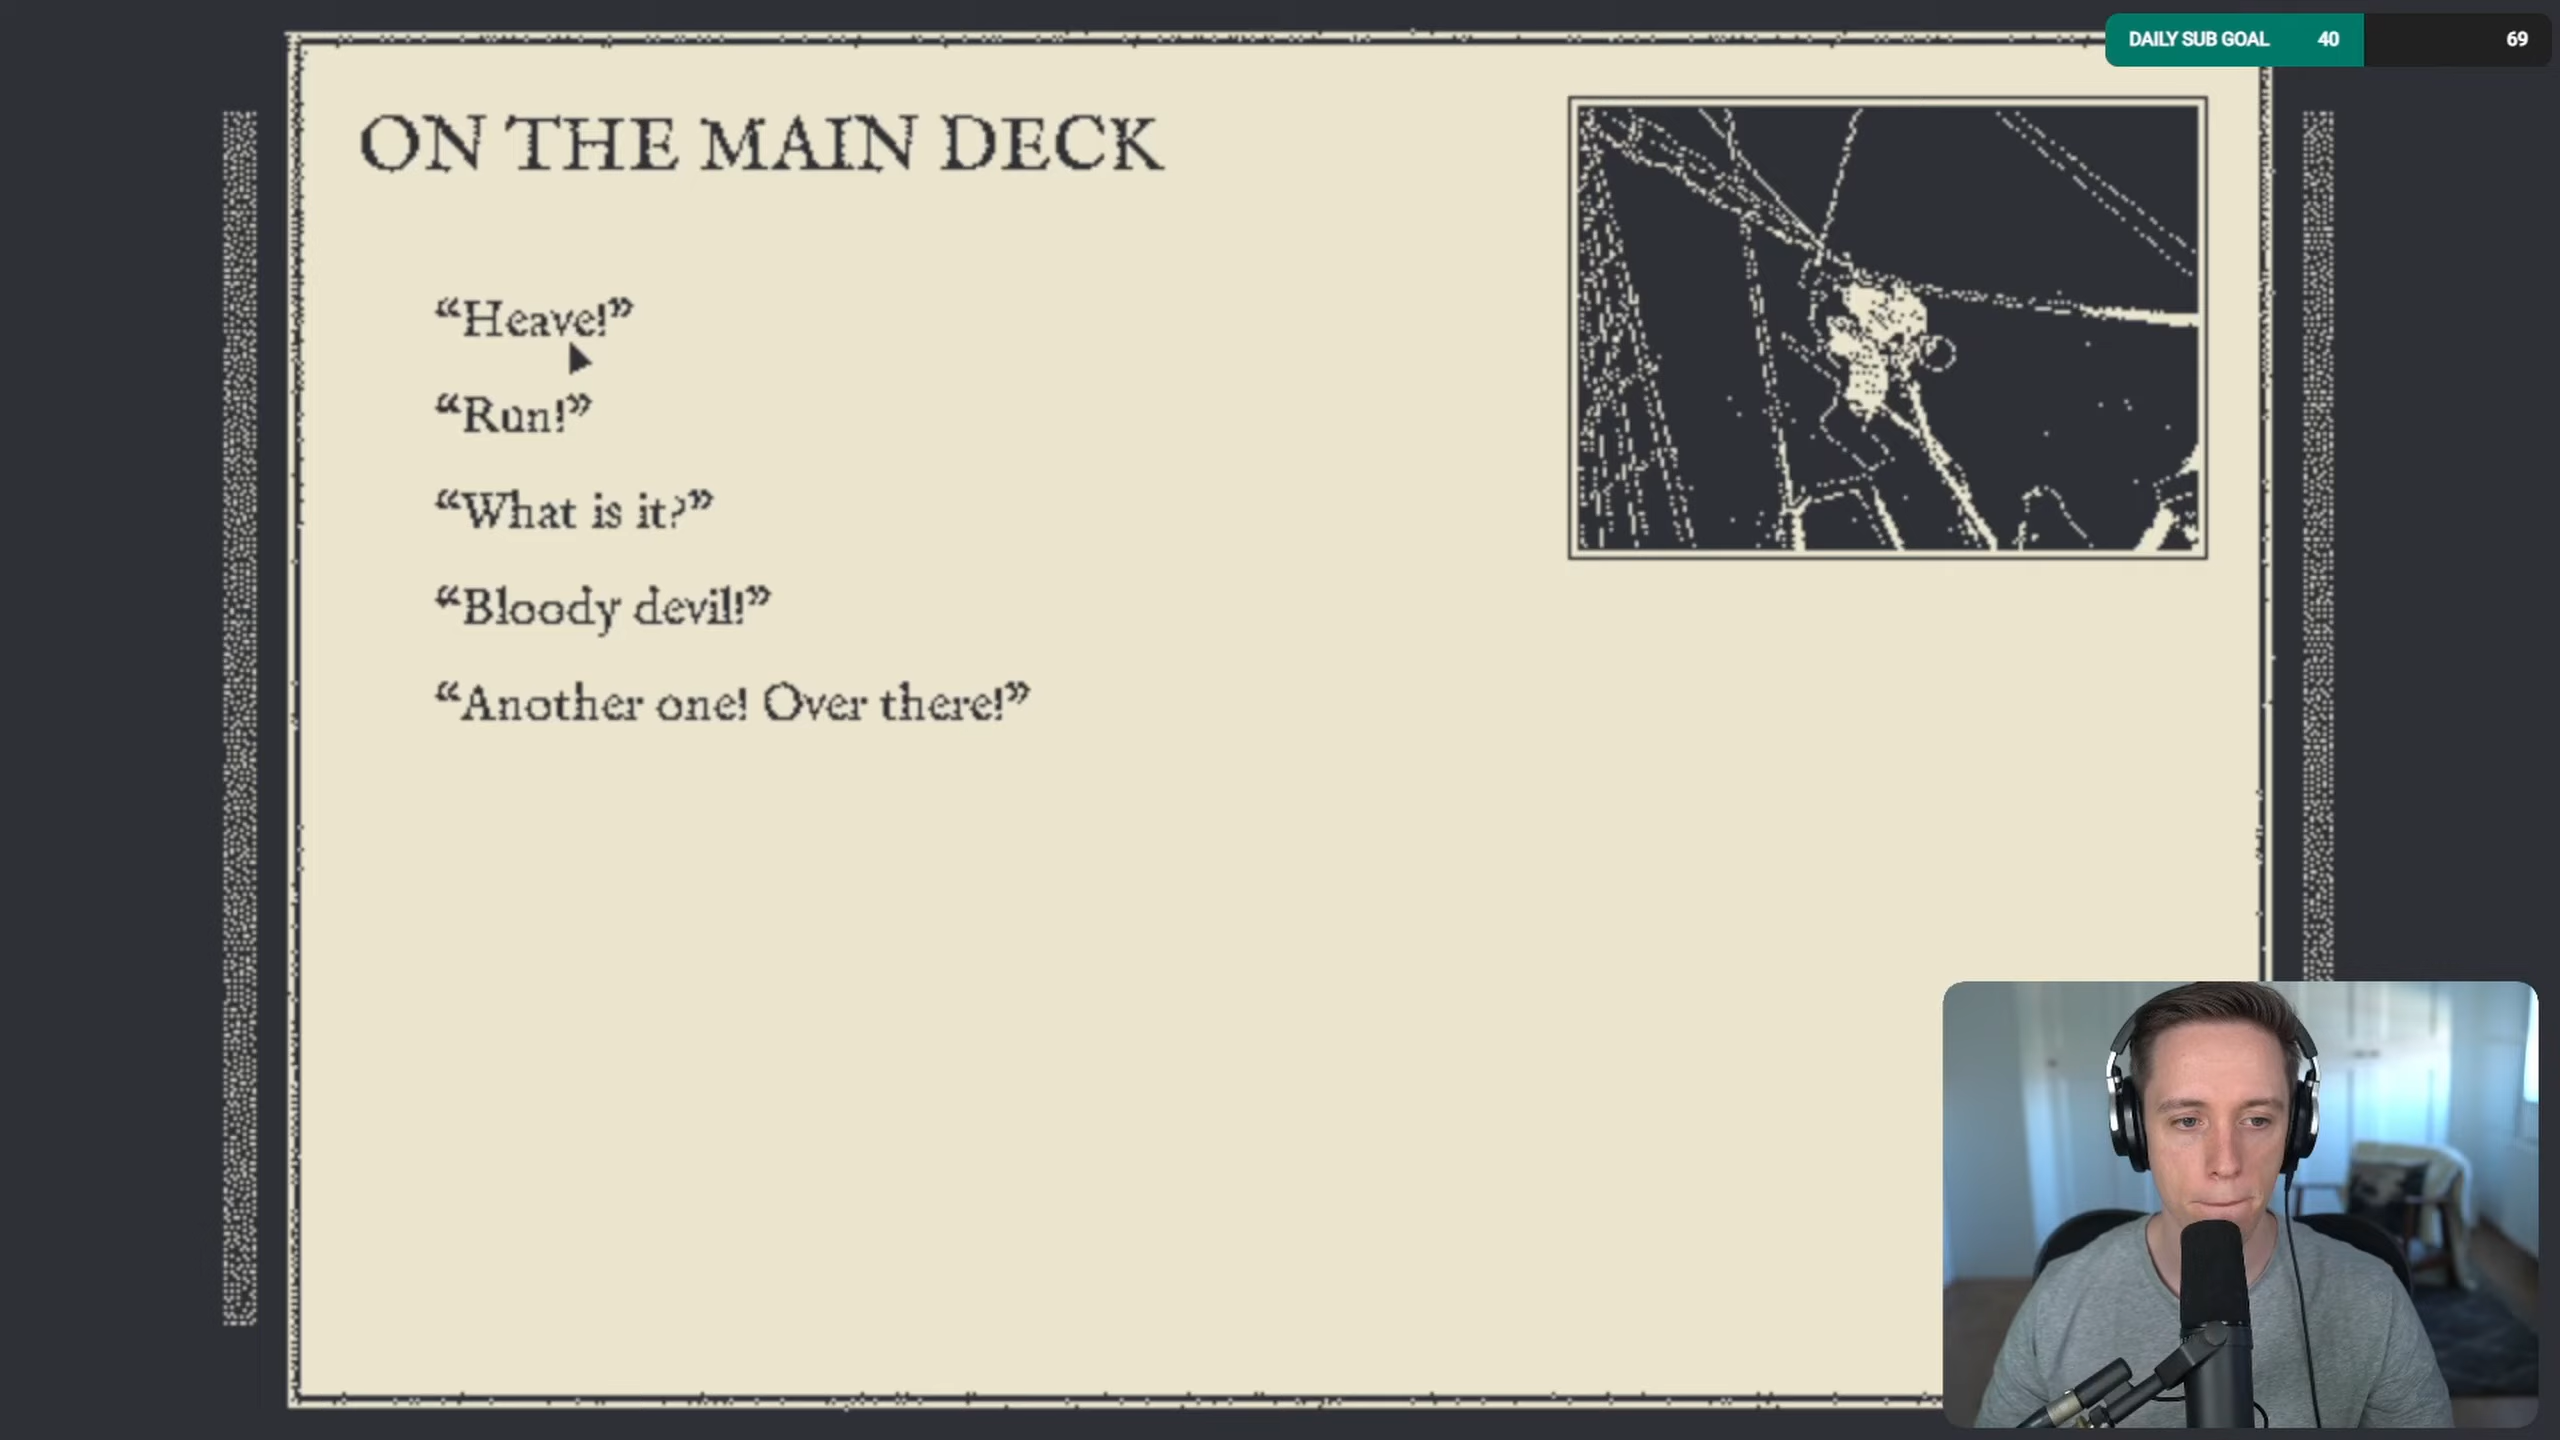 DAILY SUB GOAL 40 69
ON THE MAIN DECK
“Heave!”
“Run!”
“What is it?”
“Bloody devil!”
“Another one! Over there!”